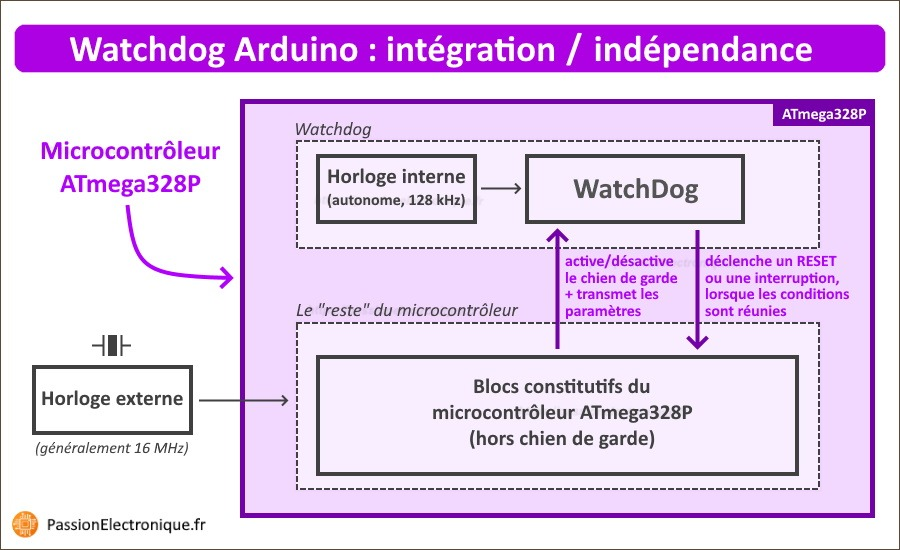 Watchdog Arduino : intégration / indépendance
ATmega328P
Microcontrôleur
ATmega328P
Watchdog
Horloge interne
(autonome, 128 kHz)
WatchDog
active/désactive
le chien de garde
+ transmet les
paramètres
déclenche un RESET
ou une interruption,
lorsque les conditions
sont réunies
Le "reste" du microcontrôleur
Horloge externe
(généralement 16 MHz)
Blocs constitutifs du
microcontrôleur ATmega328P
(hors chien de garde)
PassionElectronique.fr